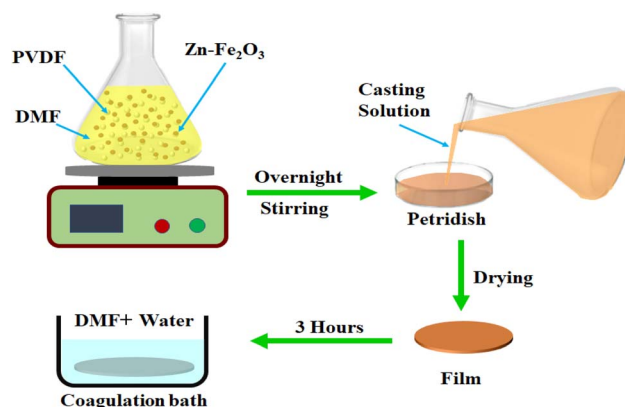 PVDF
Zn-Fe₂O₃
DMF
Casting
Solution
Overnight
Stirring
Petridish
Drying
DMF+ Water
3 Hours
Film
Coagulation bath